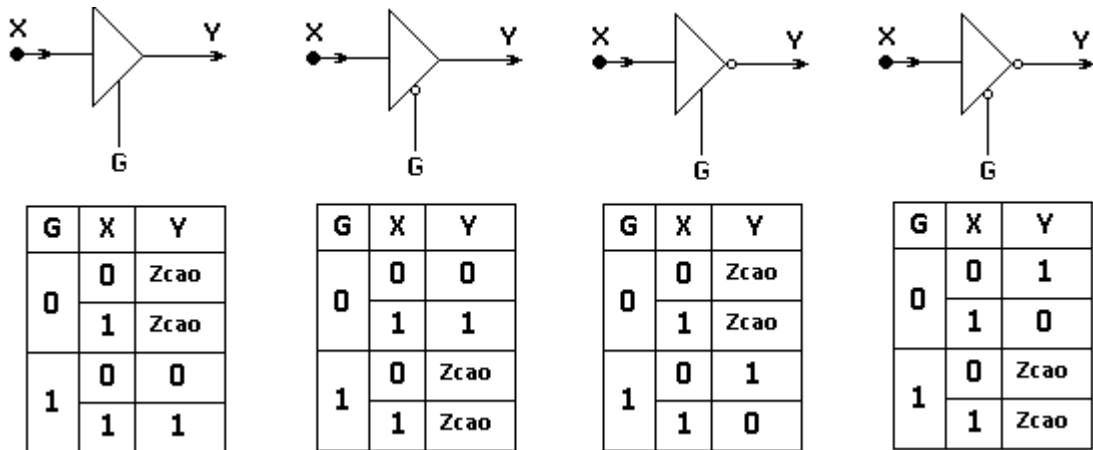 X Y X Y X Y X Y
G G G G
G X Y G X Y G X Y G X Y
0 0 Zcao 0 0 0 0 0 Zcao 0 0 1
1 Zcao 1 1 1 Zcao 1 0
1 0 0 1 0 Zcao 1 0 1 1 0 Zcao
1 1 1 Zcao 1 0 1 Zcao